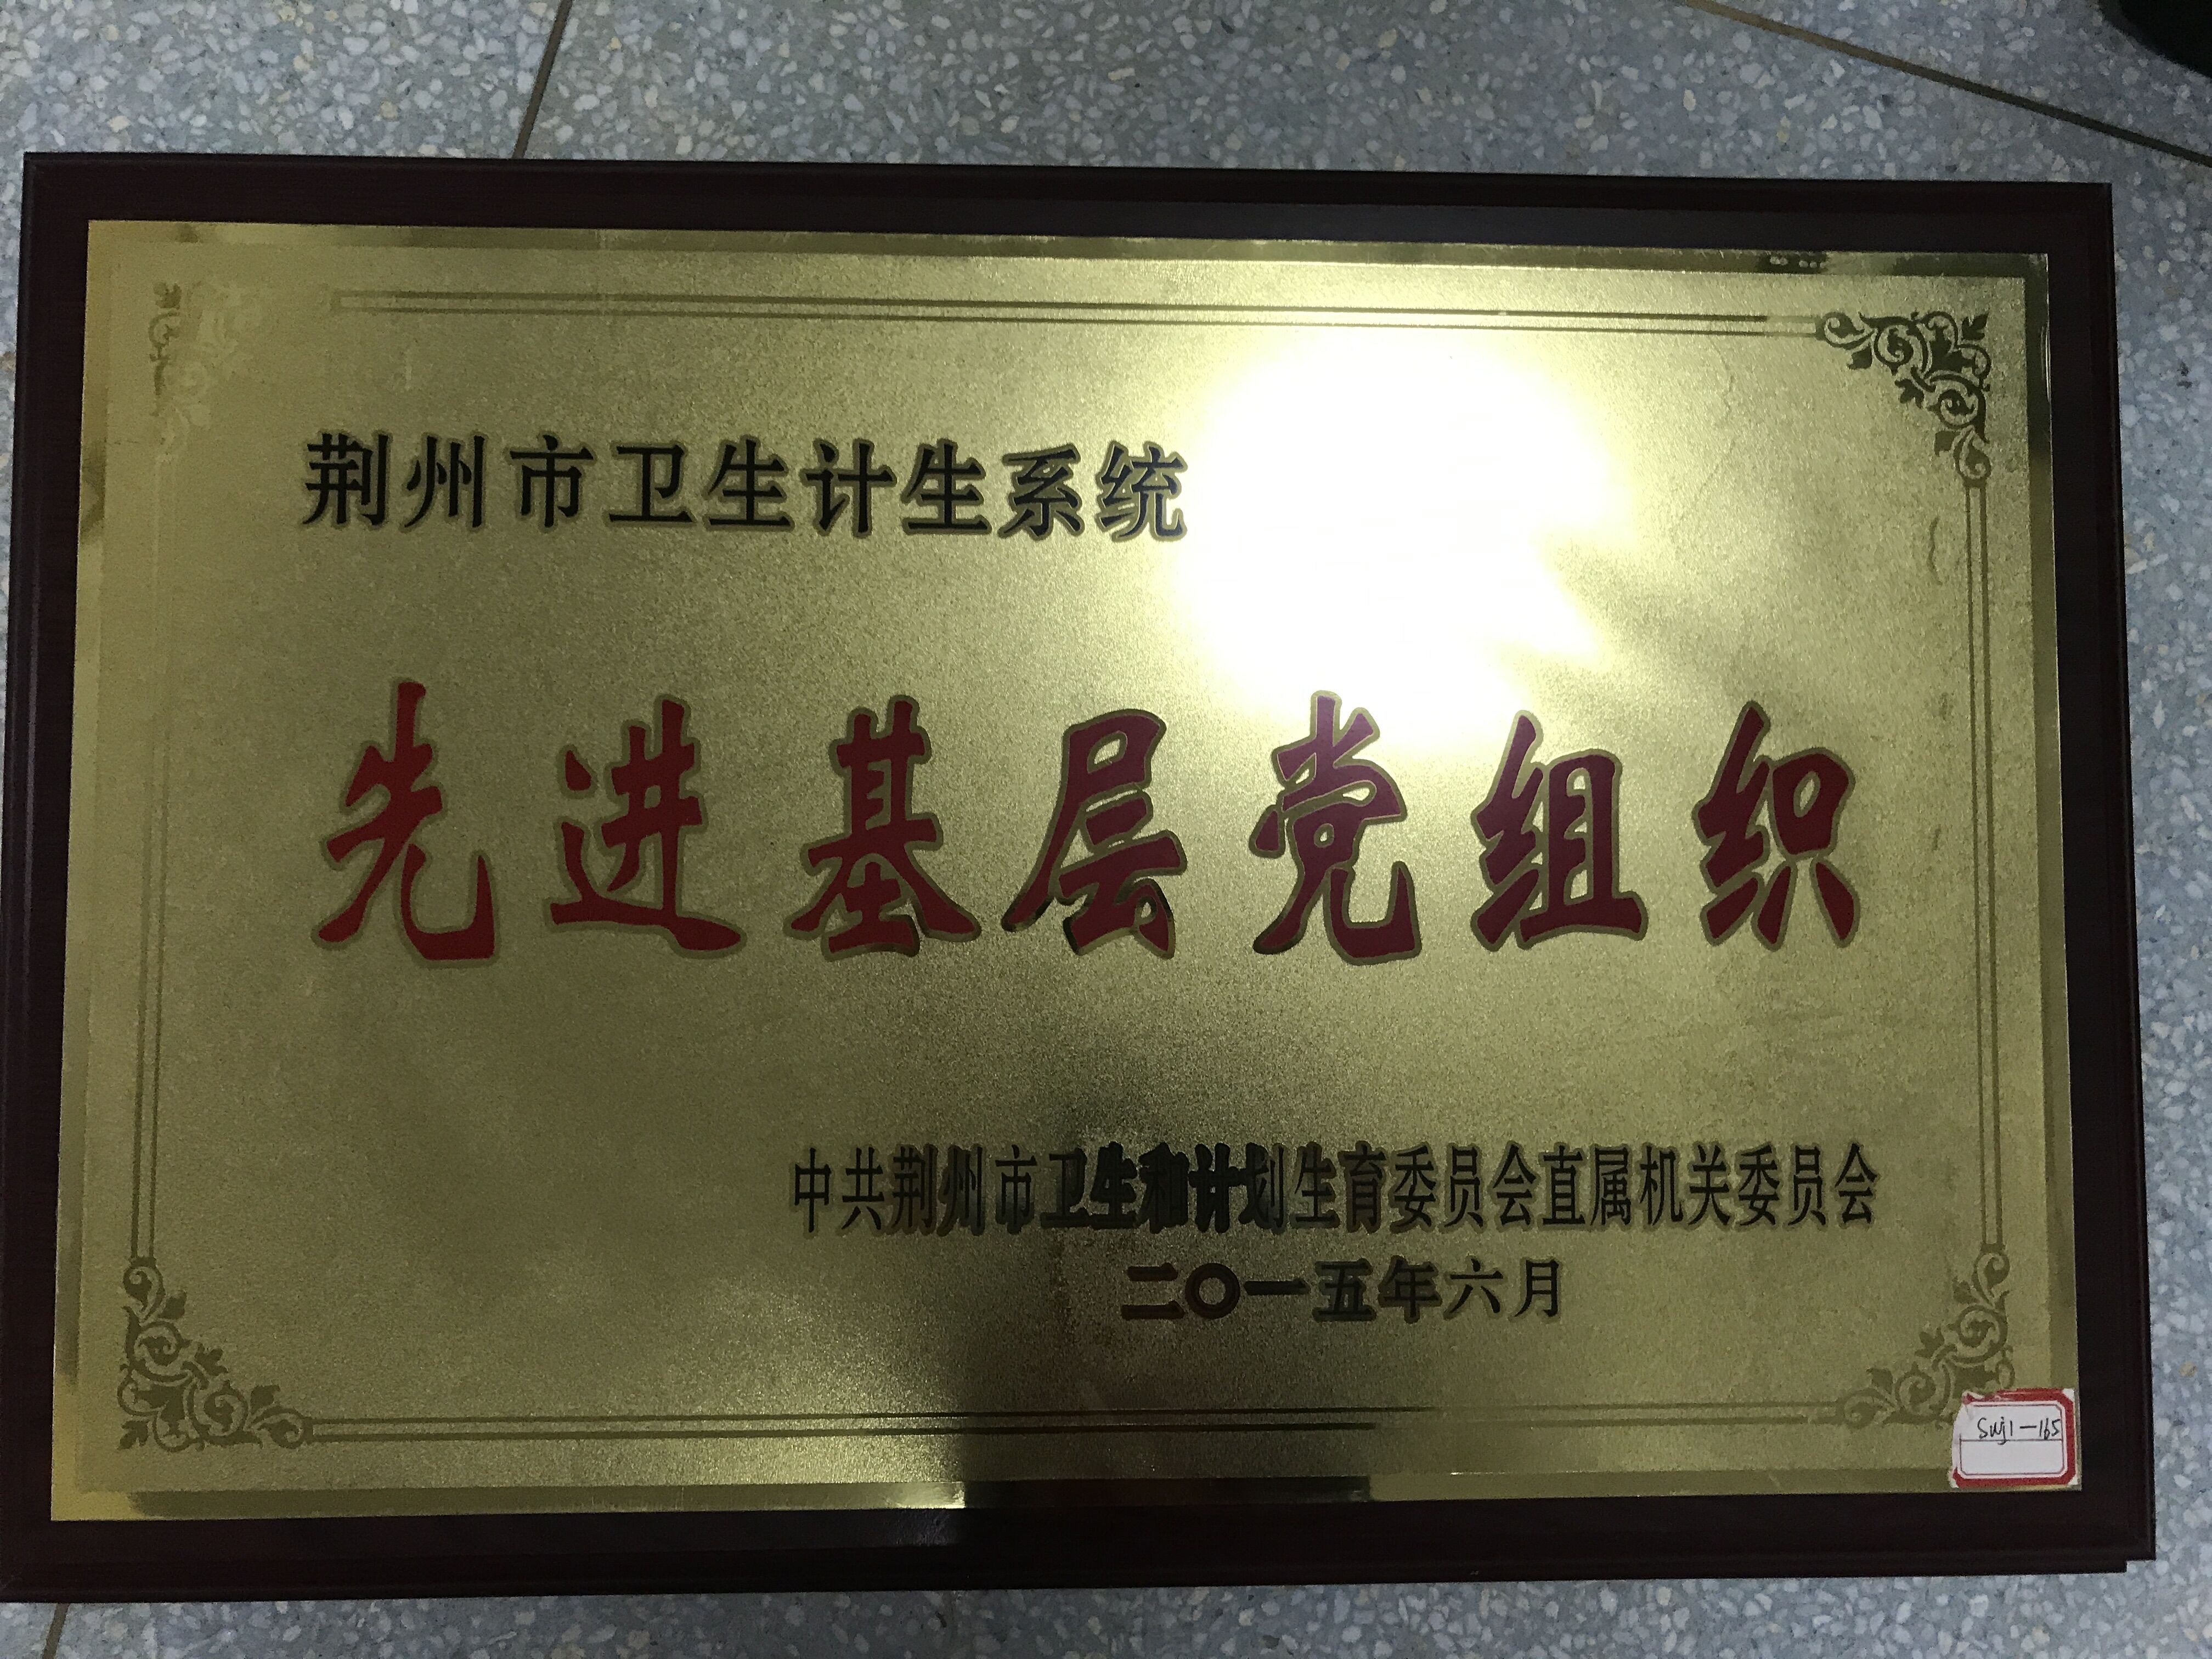 荆州市卫生计生系统
先进基层党组织
中共荆州市卫生和计划生育委员会直属机关委员会
二〇一五年六月
SWJ1-165